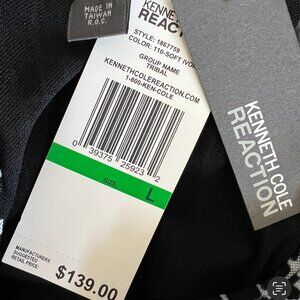 MADE IN
TAIWAN
R.O.C.
KENNETH COLE
REACTION
STYLE: 1867759
COLOR: 110-SOFT IVORY
GROUP NAME
TRIBAL
KENNETHCOLEREACTION.COM
1-800-KEN-COLE
0 39375 25923 2
SIZE
L
MANUFACTURERS
SUGGESTED
RETAIL PRICE:
$139.00
KENNETH COLE
REACTION